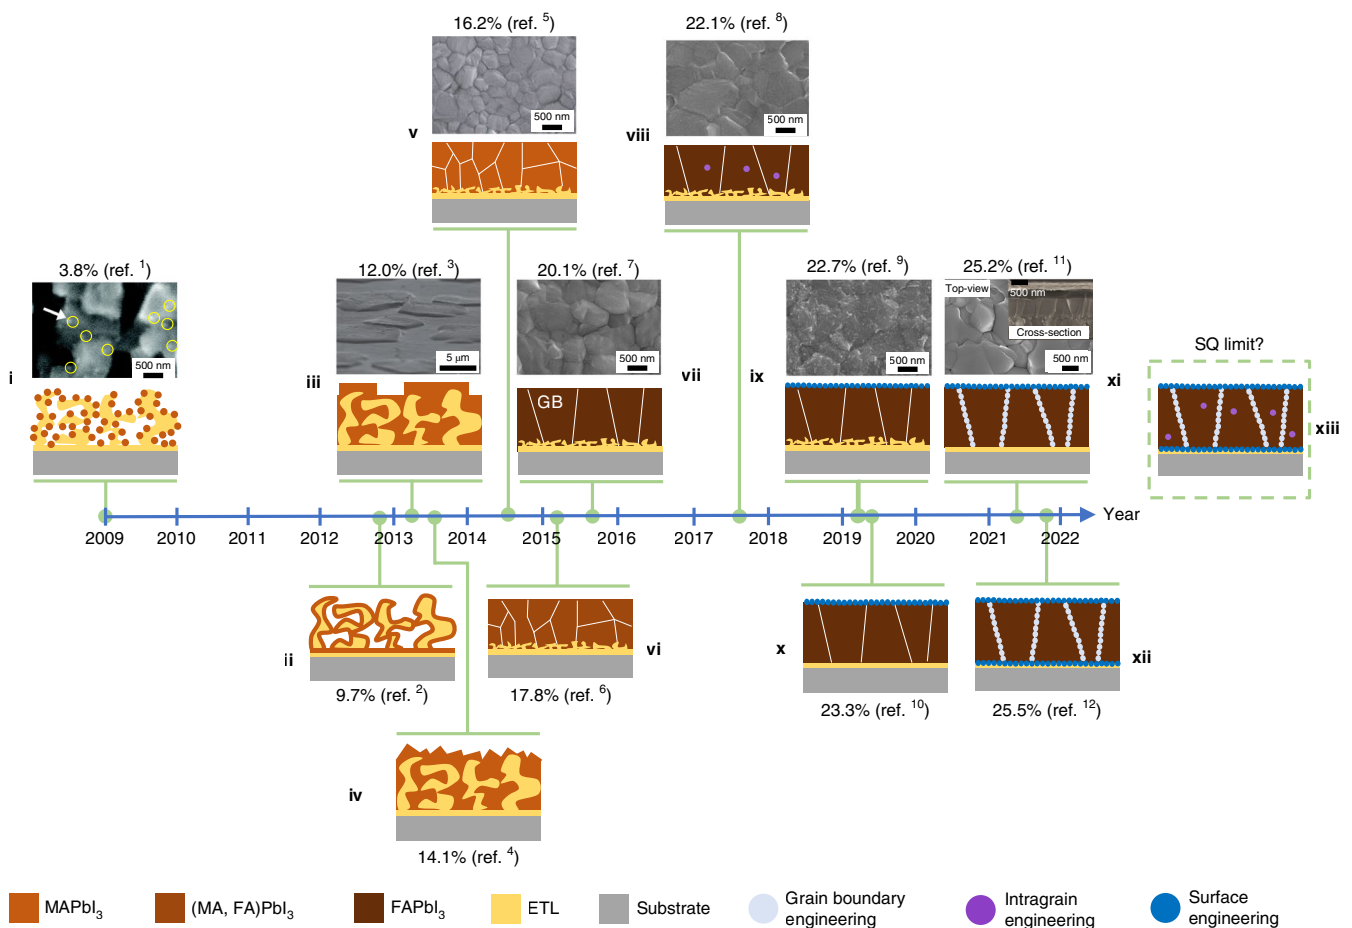 16.2% (ref. 5)
22.1% (ref. 8)
500 nm
500 nm
v
viii
3.8% (ref. 1)
12.0% (ref. 3)
20.1% (ref. 7)
22.7% (ref. 9)
25.2% (ref. 11)
Top-view
500 nm
Cross-section
500 nm
5 μm
500 nm
500 nm
500 nm
SQ limit?
i
iii
vii
ix
xi
xiii
GB
Year
2009
2010
2011
2012
2013
2014
2015
2016
2017
2018
2019
2020
2021
2022
ii
vi
x
xii
9.7% (ref. 2)
17.8% (ref. 6)
23.3% (ref. 10)
25.5% (ref. 12)
iv
14.1% (ref. 4)
MAPbI3
(MA, FA)PbI3
FAPbI3
ETL
Substrate
Grain boundary
engineering
Intragrain
engineering
Surface
engineering